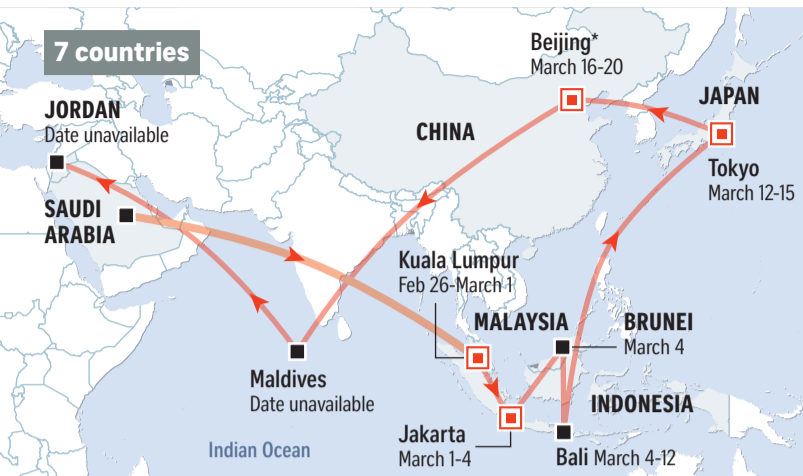 7 countries
Beijing*
March 16-20
JORDAN
Date unavailable
JAPAN
CHINA
Tokyo
March 12-15
SAUDI
ARABIA
Kuala Lumpur
Feb 26-March 1
MALAYSIA
BRUNEI
March 4
Maldives
Date unavailable
INDONESIA
Jakarta
March 1-4
Indian Ocean
Bali March 4-12